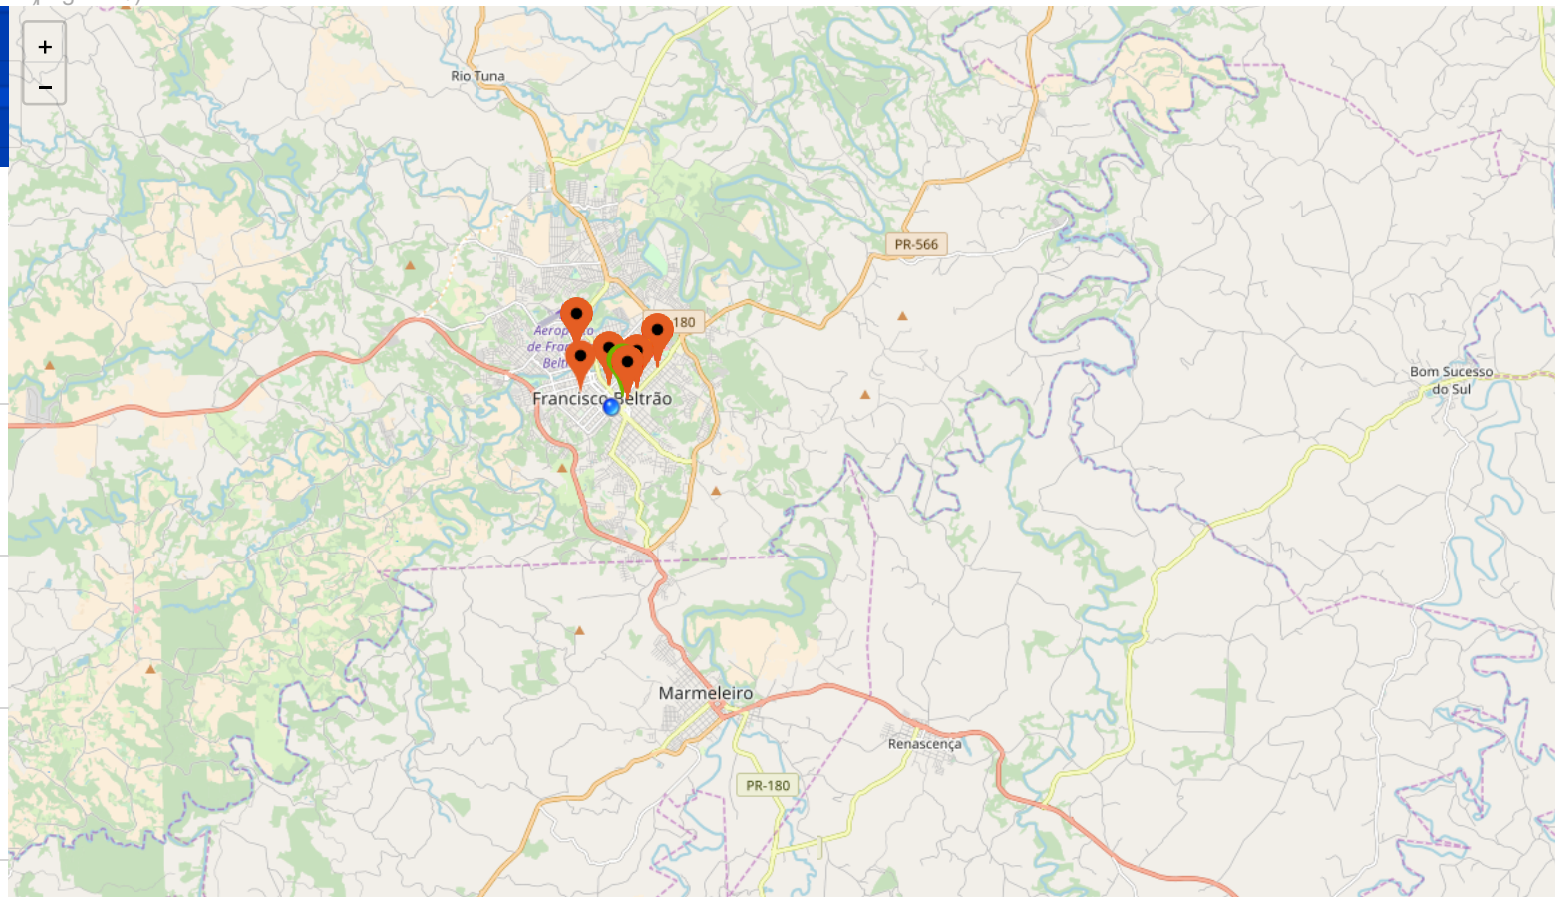 +
−
Rio Tuna
PR-566
180
Francisco Beltrão
Bom Sucesso
do Sul
Marmeleiro
Renascença
PR-180